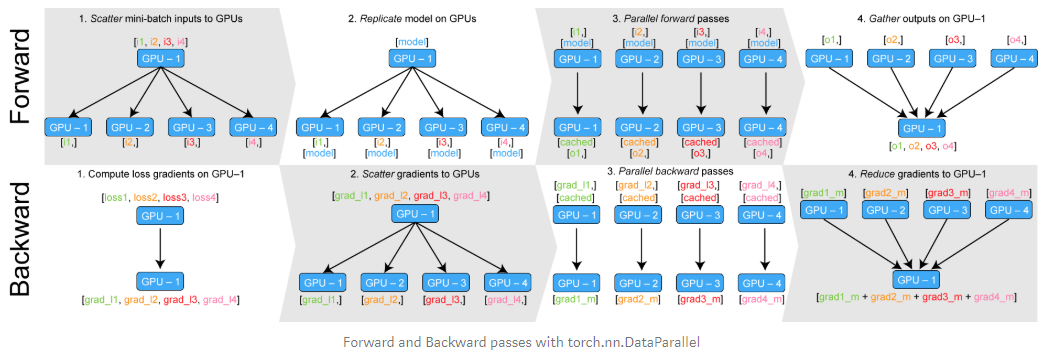 Forward
1. Scatter mini-batch inputs to GPUs
[i1, i2, i3, i4]
GPU – 1
GPU – 1 GPU – 2 GPU – 3 GPU – 4
[i1,] [i2,] [i3,] [i4,]
2. Replicate model on GPUs
[model]
GPU – 1
GPU – 1 GPU – 2 GPU – 3 GPU – 4
[i1,] [i2,] [i3,] [i4,]
[model] [model] [model] [model]
3. Parallel forward passes
[i1,] [i2,] [i3,] [i4,]
[model] [model] [model] [model]
GPU – 1 GPU – 2 GPU – 3 GPU – 4
GPU – 1 GPU – 2 GPU – 3 GPU – 4
[cached] [cached] [cached] [cached]
[o1,] [o2,] [o3,] [o4,]
4. Gather outputs on GPU–1
[o1,] [o2,] [o3,] [o4,]
GPU – 1 GPU – 2 GPU – 3 GPU – 4
GPU – 1
[o1, o2, o3, o4]
Backward
1. Compute loss gradients on GPU–1
[loss1, loss2, loss3, loss4]
GPU – 1
GPU – 1
[grad_l1, grad_l2, grad_l3, grad_l4]
2. Scatter gradients to GPUs
[grad_l1, grad_l2, grad_l3, grad_l4]
GPU – 1
GPU – 1 GPU – 2 GPU – 3 GPU – 4
[grad_l1,] [grad_l2,] [grad_l3,] [grad_l4,]
3. Parallel backward passes
[grad_l1,] [grad_l2,] [grad_l3,] [grad_l4,]
[cached] [cached] [cached] [cached]
GPU – 1 GPU – 2 GPU – 3 GPU – 4
GPU – 1 GPU – 2 GPU – 3 GPU – 4
[grad1_m] [grad2_m] [grad3_m] [grad4_m]
4. Reduce gradients to GPU–1
[grad1_m] [grad2_m] [grad3_m] [grad4_m]
GPU – 1 GPU – 2 GPU – 3 GPU – 4
GPU – 1
[grad1_m + grad2_m + grad3_m + grad4_m]
Forward and Backward passes with torch.nn.DataParallel